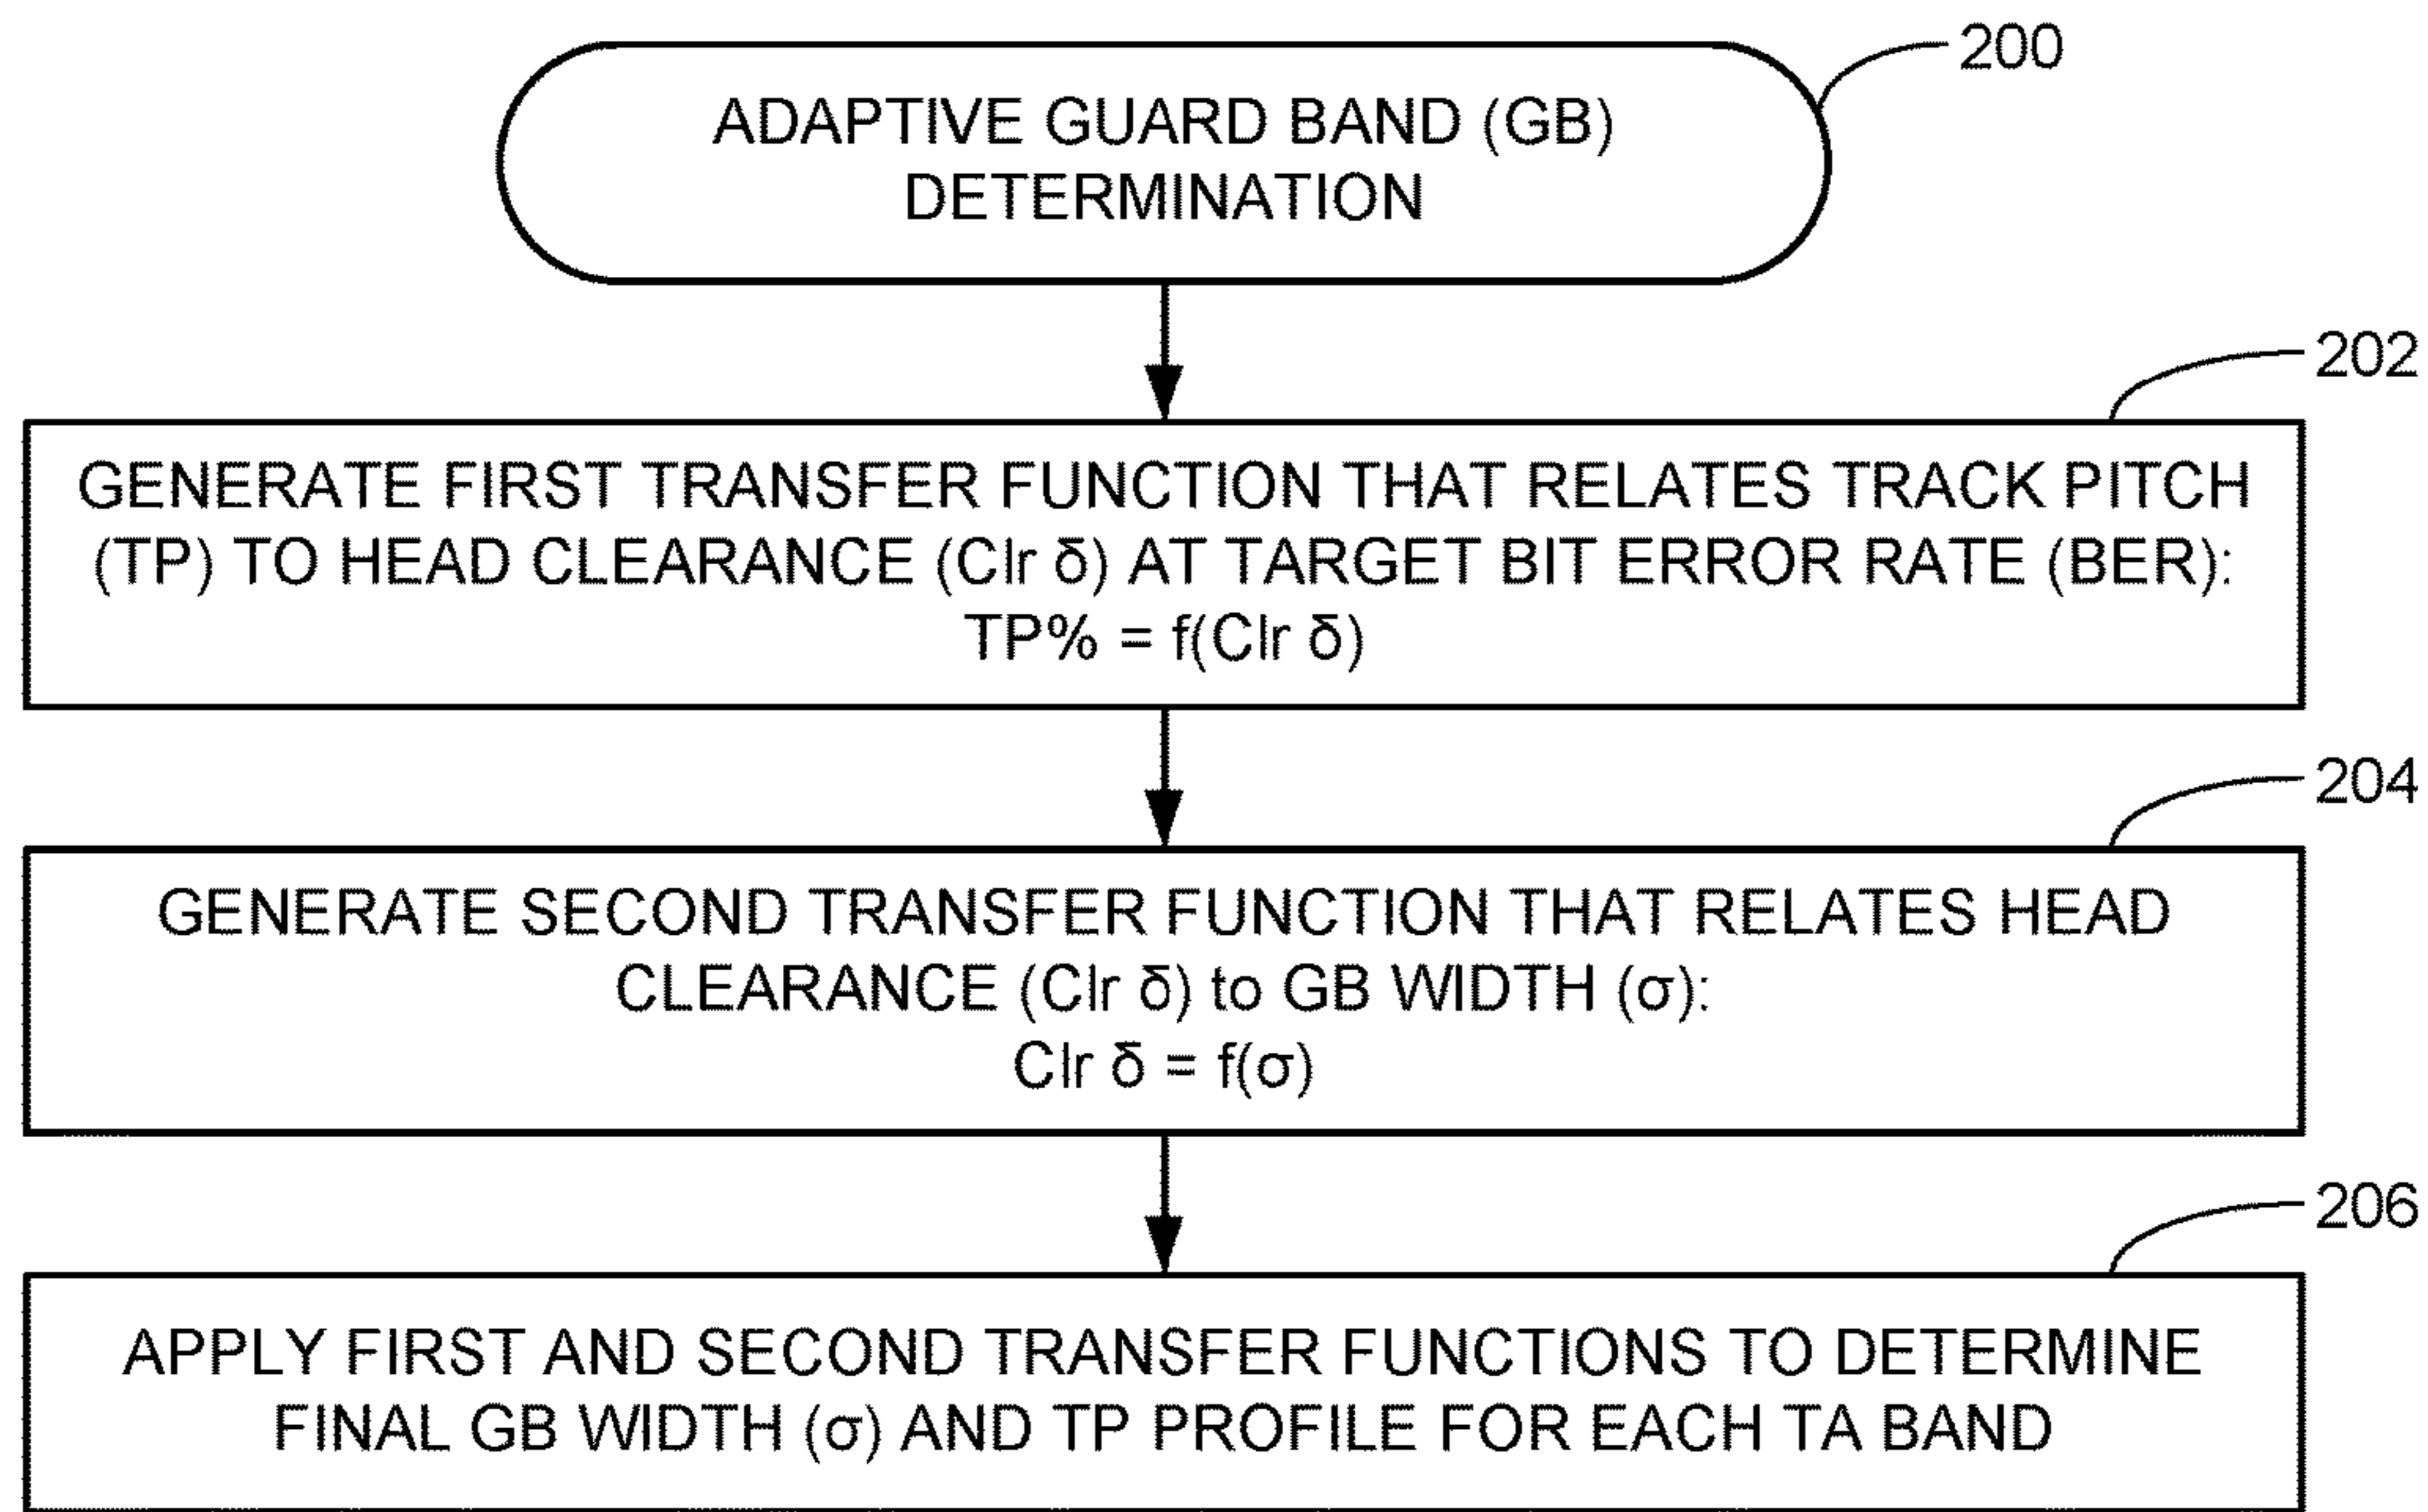 200
ADAPTIVE GUARD BAND (GB)
DETERMINATION
202
GENERATE FIRST TRANSFER FUNCTION THAT RELATES TRACK PITCH
(TP) TO HEAD CLEARANCE (Clr δ) AT TARGET BIT ERROR RATE (BER):
TP% = f(Clr δ)
204
GENERATE SECOND TRANSFER FUNCTION THAT RELATES HEAD
CLEARANCE (Clr δ) to GB WIDTH (σ):
Clr δ = f(σ)
206
APPLY FIRST AND SECOND TRANSFER FUNCTIONS TO DETERMINE
FINAL GB WIDTH (σ) AND TP PROFILE FOR EACH TA BAND